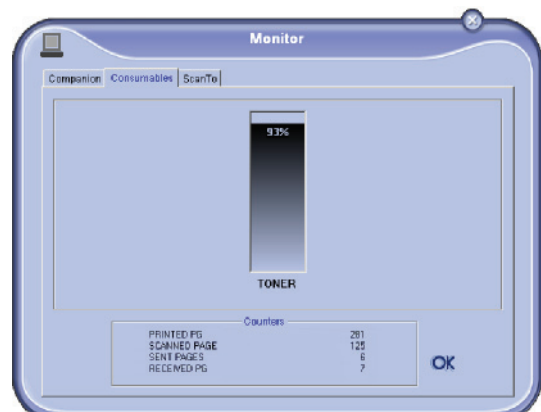 Monitor
Companion Consumables ScanTo
93%
TONER
Counters
PRINTED PG 281
SCANNED PAGE 125
SENT PAGES 6
RECEIVED PG 7
OK